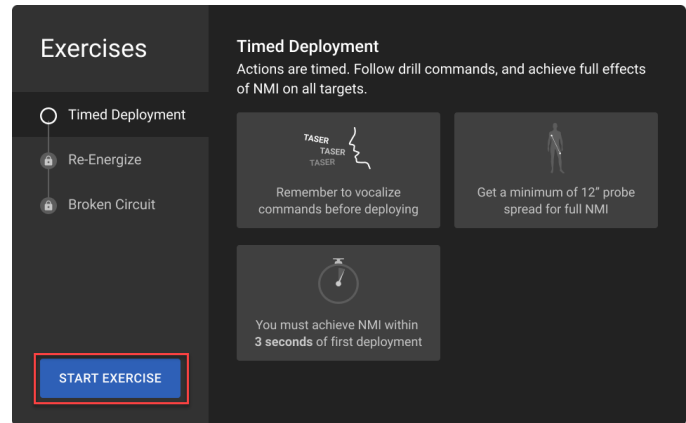 Exercises
Timed Deployment
Re-Energize
Broken Circuit
START EXERCISE
Timed Deployment
Actions are timed. Follow drill commands, and achieve full effects
of NMI on all targets.
TASER
TASER
TASER
Remember to vocalize
commands before deploying
Get a minimum of 12” probe
spread for full NMI
You must achieve NMI within
3 seconds of first deployment